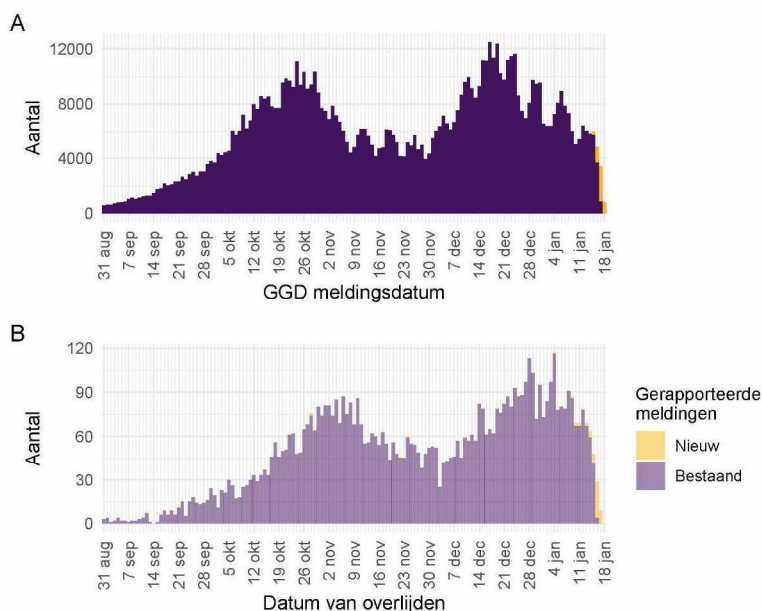 A
12000
8000
4000
0
Aantal
31 aug
7 sep
14 sep
21 sep
28 sep
5 okt
12 okt
19 okt
26 okt
2 nov
9 nov
16 nov
23 nov
30 nov
7 dec
14 dec
21 dec
28 dec
4 jan
11 jan
18 jan
GGD meldingsdatum
B
120
90
60
30
0
Aantal
31 aug
7 sep
14 sep
21 sep
28 sep
5 okt
12 okt
19 okt
26 okt
2 nov
9 nov
16 nov
23 nov
30 nov
7 dec
14 dec
21 dec
28 dec
4 jan
11 jan
18 jan
Datum van overlijden
Gerapporteerde
meldingen
Nieuw
Bestaand